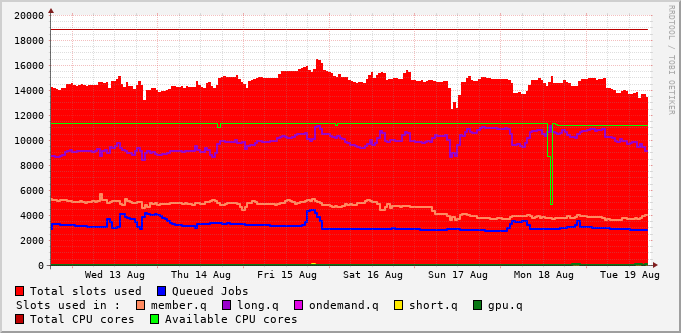 20000
18000
16000
14000
12000
10000
8000
6000
4000
2000
0
Wed 13 Aug Thu 14 Aug Fri 15 Aug Sat 16 Aug Sun 17 Aug Mon 18 Aug Tue 19 Aug
RRDTOOL / TOBI OETIKER
Total slots used Queued Jobs
Slots used in : member.q long.q ondemand.q short.q gpu.q
Total CPU cores Available CPU cores